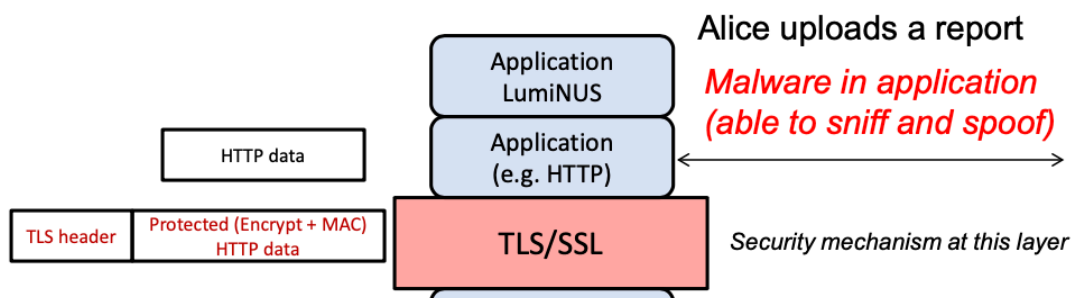 Alice uploads a report
Application
LumiNUS
Malware in application
(able to sniff and spoof)
HTTP data
Application
(e.g. HTTP)
TLS header
Protected (Encrypt + MAC)
HTTP data
TLS/SSL
Security mechanism at this layer